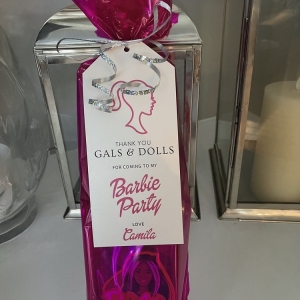 THANK YOU
GALS & DOLLS
FOR COMING TO MY
Barbie
Party
LOVE
Camila